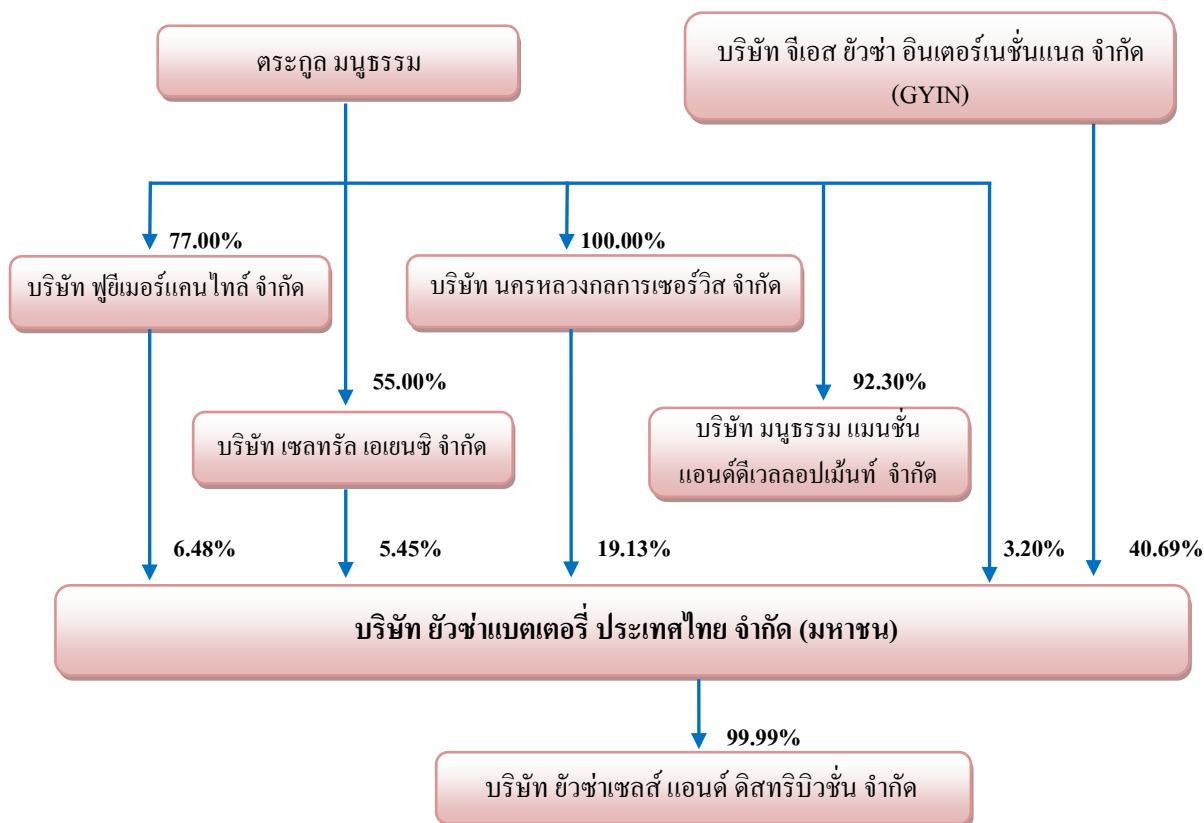 ตระกูล มนูธรรม
บริษัท จีเอส ยัวซ่า อินเตอร์เนชั่นแนล จำกัด
(GYIN)
77.00%
100.00%
บริษัท ฟูยีเมอร์แคนไทล์ จำกัด
บริษัท นครหลวงกลการเซอร์วิส จำกัด
55.00%
92.30%
บริษัท เซลทรัล เอเยนซิ จำกัด
บริษัท มนูธรรม แมนชั่น
แอนด์ดีเวลลอปเม้นท์ จำกัด
6.48%
5.45%
19.13%
3.20%
40.69%
บริษัท ยัวซ่าแบตเตอรี่ ประเทศไทย จำกัด (มหาชน)
99.99%
บริษัท ยัวซ่าเซลส์ แอนด์ ดิสทริบิวชั่น จำกัด